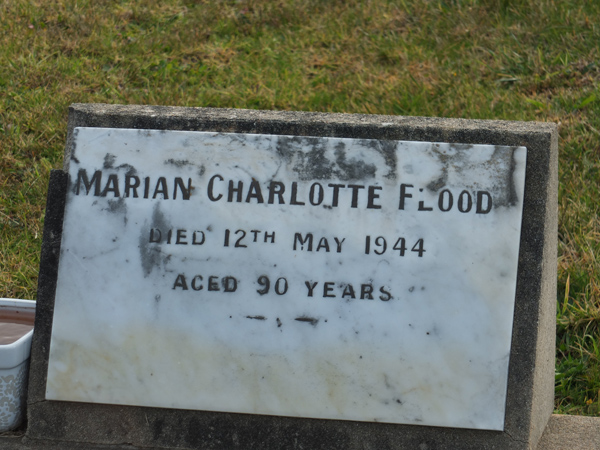 MARIAN CHARLOTTE FLOOD
DIED 12TH MAY 1944
AGED 90 YEARS